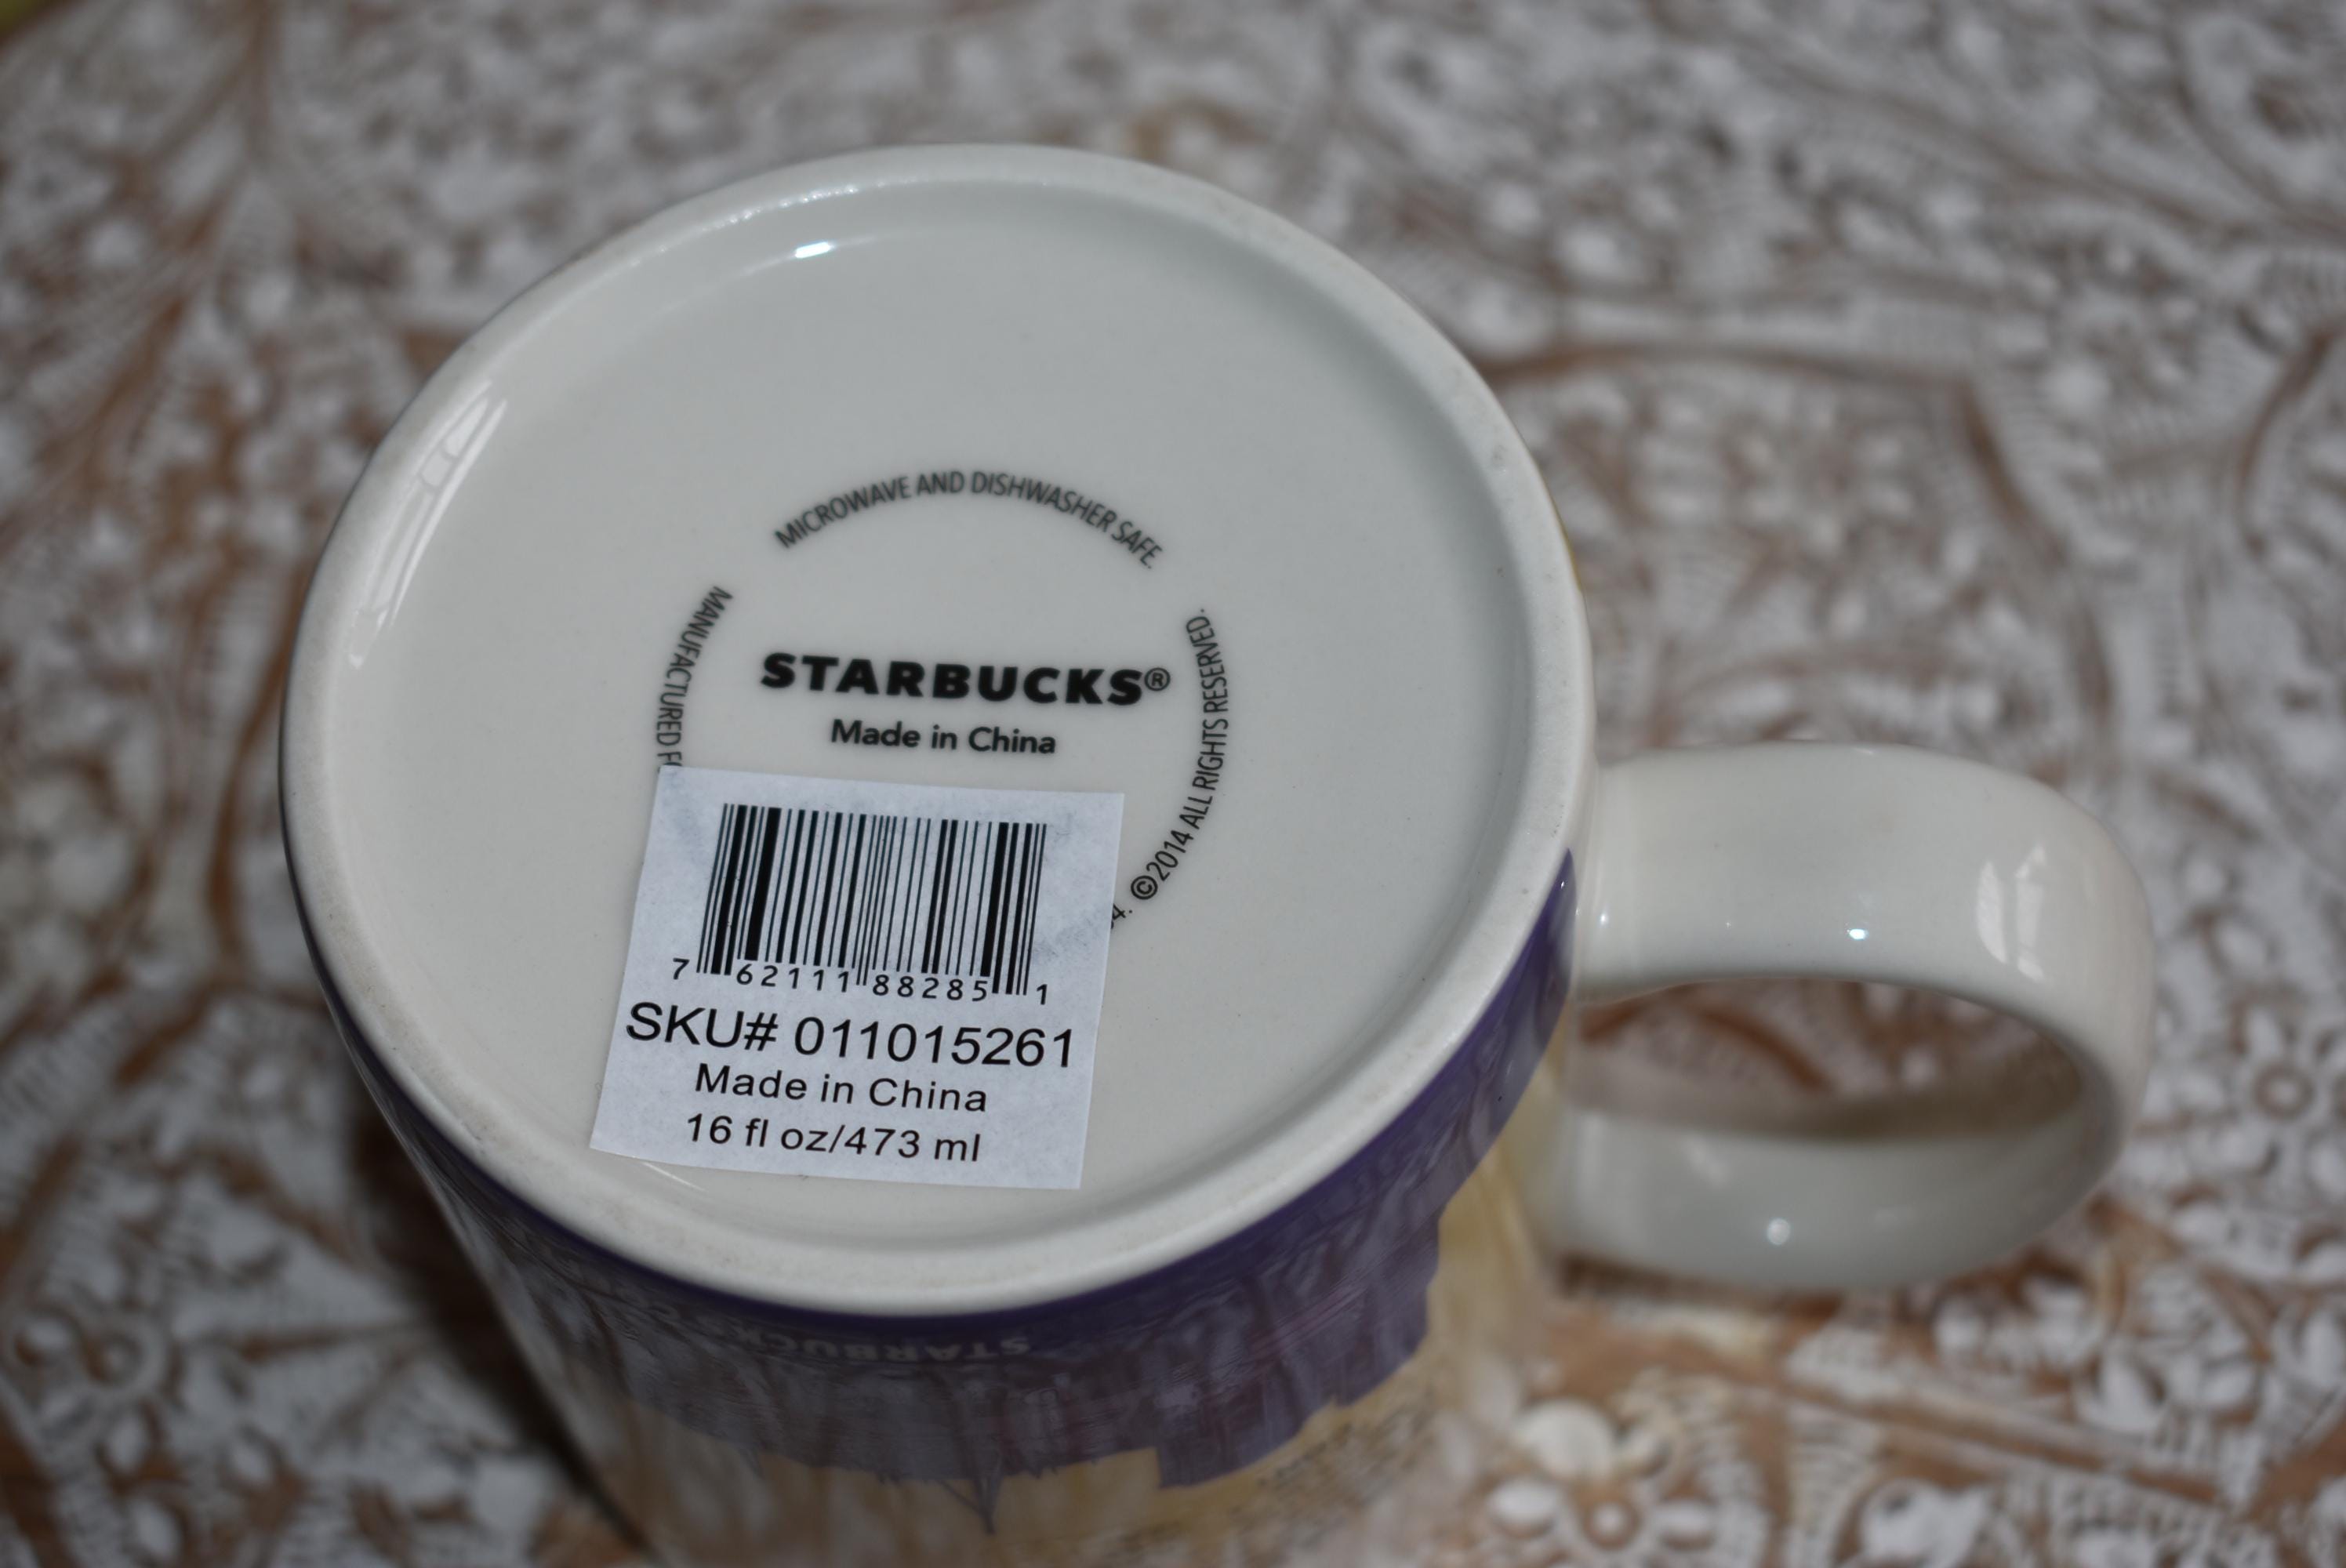 MICROWAVE AND DISHWASHER SAFE.
MANUFACTURED
STARBUCKS®
Made in China
©2014 ALL RIGHTS RESERVED.
7 62111 88285 1
SKU# 011015261
Made in China
16 fl oz/473 ml
STARBUCKS